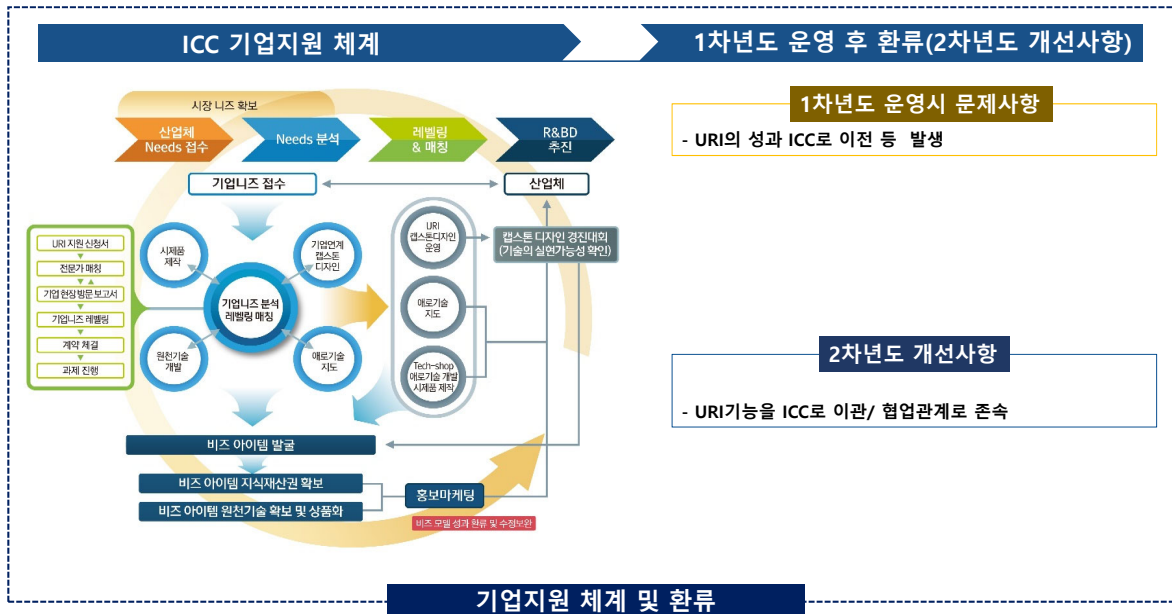 ICC 기업지원 체계
1차년도 운영 후 환류(2차년도 개선사항)
시장 니즈 확보
산업체
Needs 접수
Needs 분석
레벨링
& 매칭
R&BD
추진
기업니즈 접수
산업체
URI 지원 신청서
전문가 매칭
기업 현장 방문 보고서
기업니즈 레벨링
계약 체결
과제 진행
시제품
제작
기업연계
캡스톤
디자인
기업니즈 분석
레벨링 매칭
원천기술
개발
애로기술
지도
URI
캡스톤디자인
운영
애로기술
지도
Tech-shop
애로기술 개발
시제품 제작
캡스톤 디자인 경진대회
(기술의 실현가능성 확인)
비즈 아이템 발굴
비즈 아이템 지식재산권 확보
비즈 아이템 원천기술 확보 및 상품화
홍보마케팅
비즈 모델 성과 환류 및 수정보완
1차년도 운영시 문제사항
- URI의 성과 ICC로 이전 등 발생
2차년도 개선사항
- URI기능을 ICC로 이관/ 협업관계로 존속
기업지원 체계 및 환류